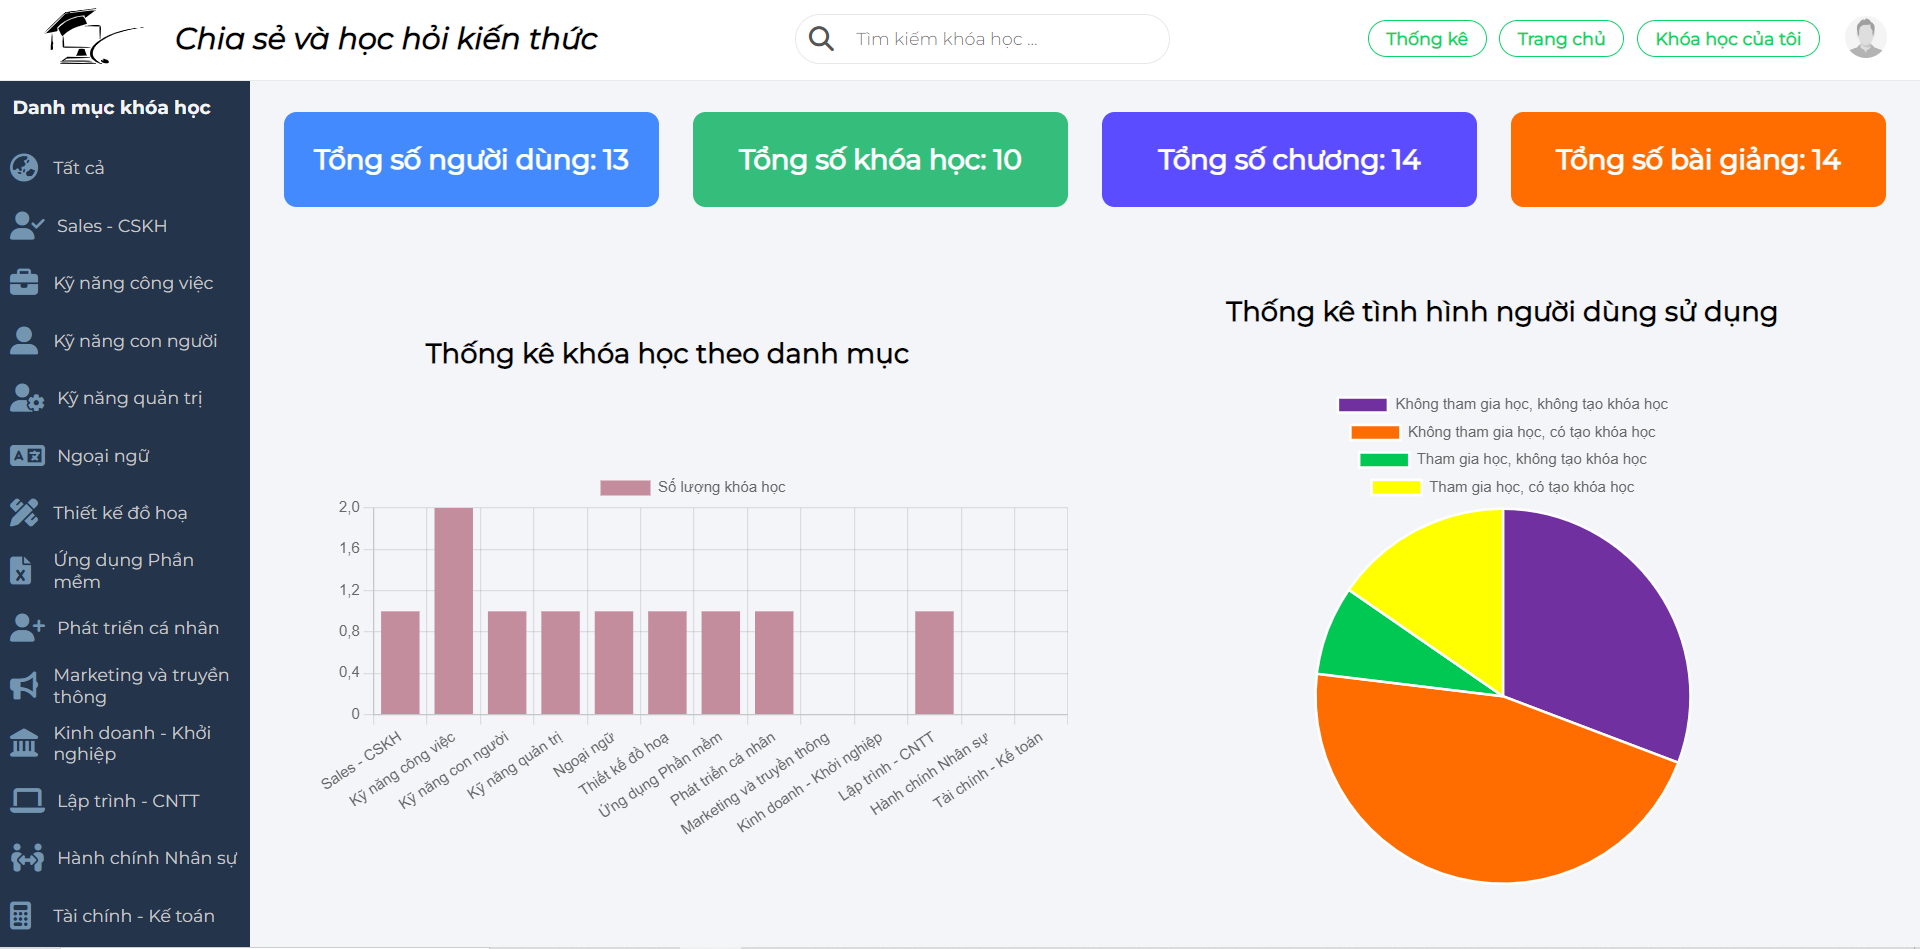 Chia sẻ và học hỏi kiến thức
Tìm kiếm khóa học ...
Thống kê
Trang chủ
Khóa học của tôi
Danh mục khóa học
Tất cả
Sales - CSKH
Kỹ năng công việc
Kỹ năng con người
Kỹ năng quản trị
Ngoại ngữ
Thiết kế đồ hoạ
Ứng dụng Phần
mềm
Phát triển cá nhân
Marketing và truyền
thông
Kinh doanh - Khởi
nghiệp
Lập trình - CNTT
Hành chính Nhân sự
Tài chính - Kế toán
Tổng số người dùng: 13
Tổng số khóa học: 10
Tổng số chương: 14
Tổng số bài giảng: 14
Thống kê khóa học theo danh mục
Số lượng khóa học
2,0
1,6
1,2
0,8
0,4
0
Sales - CSKH
Kỹ năng công việc
Kỹ năng con người
Kỹ năng quản trị
Ngoại ngữ
Thiết kế đồ hoạ
Ứng dụng Phần mềm
Phát triển cá nhân
Marketing và truyền thông
Kinh doanh - Khởi nghiệp
Lập trình - CNTT
Hành chính Nhân sự
Tài chính - Kế toán
Thống kê tình hình người dùng sử dụng
Không tham gia học, không tạo khóa học
Không tham gia học, có tạo khóa học
Tham gia học, không tạo khóa học
Tham gia học, có tạo khóa học